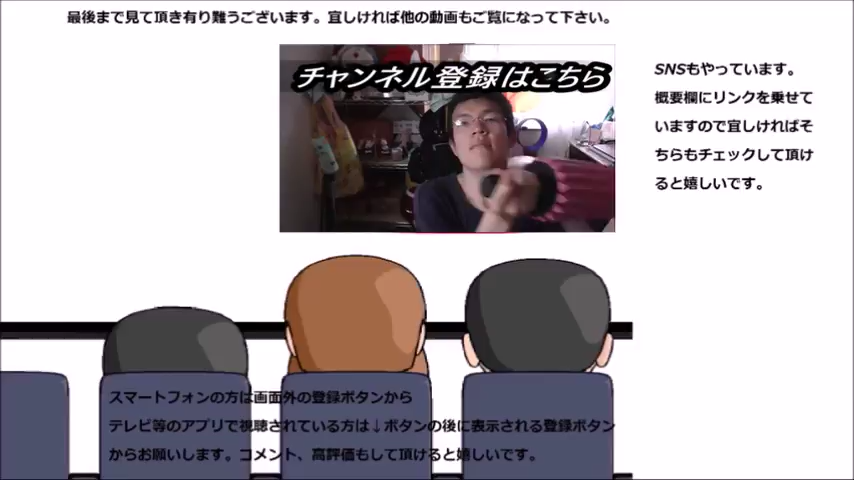 最後まで見て頂き有り難うございます。宜しければ他の動画もご覧になって下さい。
チャンネル登録はこちら
SNSもやっています。
概要欄にリンクを乗せて
いますので宜しければそ
ちらもチェックして頂け
ると嬉しいです。
スマートフォンの方は画面外の登録ボタンから
テレビ等のアプリで視聴されている方は↓ボタンの後に表示される登録ボタン
からお願いします。コメント、高評価もして頂けると嬉しいです。